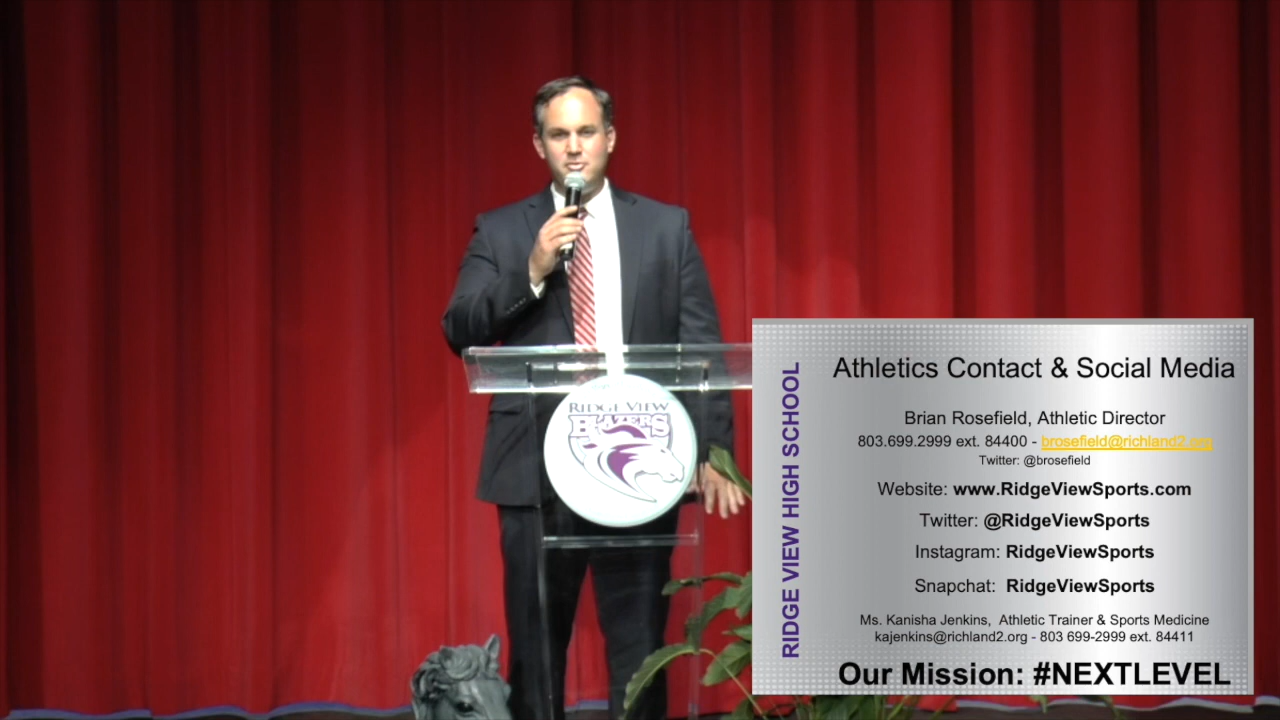 RIDGE VIEW
BLAZERS
RIDGE VIEW HIGH SCHOOL
Athletics Contact & Social Media
Brian Rosefield, Athletic Director
803.699.2999 ext. 84400 - brosefield@richland2.org
Twitter: @brosefield
Website: www.RidgeViewSports.com
Twitter: @RidgeViewSports
Instagram: RidgeViewSports
Snapchat: RidgeViewSports
Ms. Kanisha Jenkins, Athletic Trainer & Sports Medicine
kajenkins@richland2.org - 803 699-2999 ext. 84411
Our Mission: #NEXTLEVEL